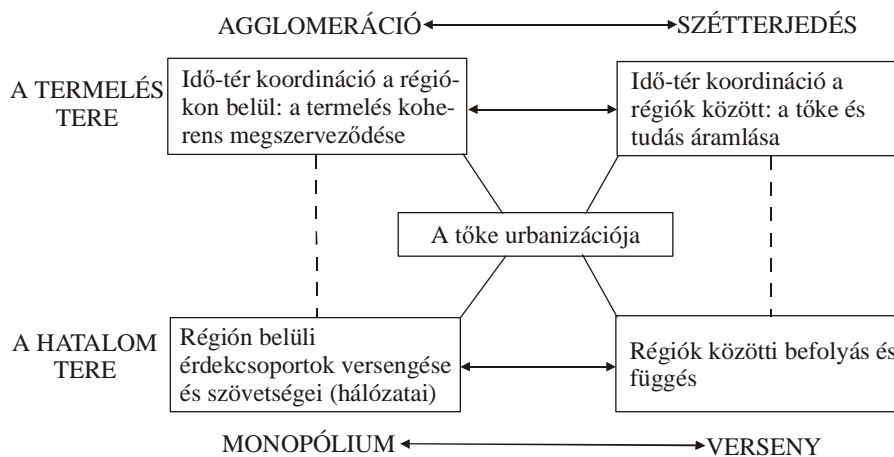 AGGLOMERÁCIÓ
SZÉTTERJEDÉS
A TERMELÉS
TERE
Idő-tér koordináció a régió-
kon belül: a termelés kohe-
rens megszerveződése
Idő-tér koordináció a
régiók között: a tőke és
tudás áramlása
A tőke urbanizációja
A HATALOM
TERE
Régión belüli
érdekcsoportok versengése
és szövetségei (hálózatai)
Régiók közötti befolyás és
függés
MONOPÓLIUM
VERSENY